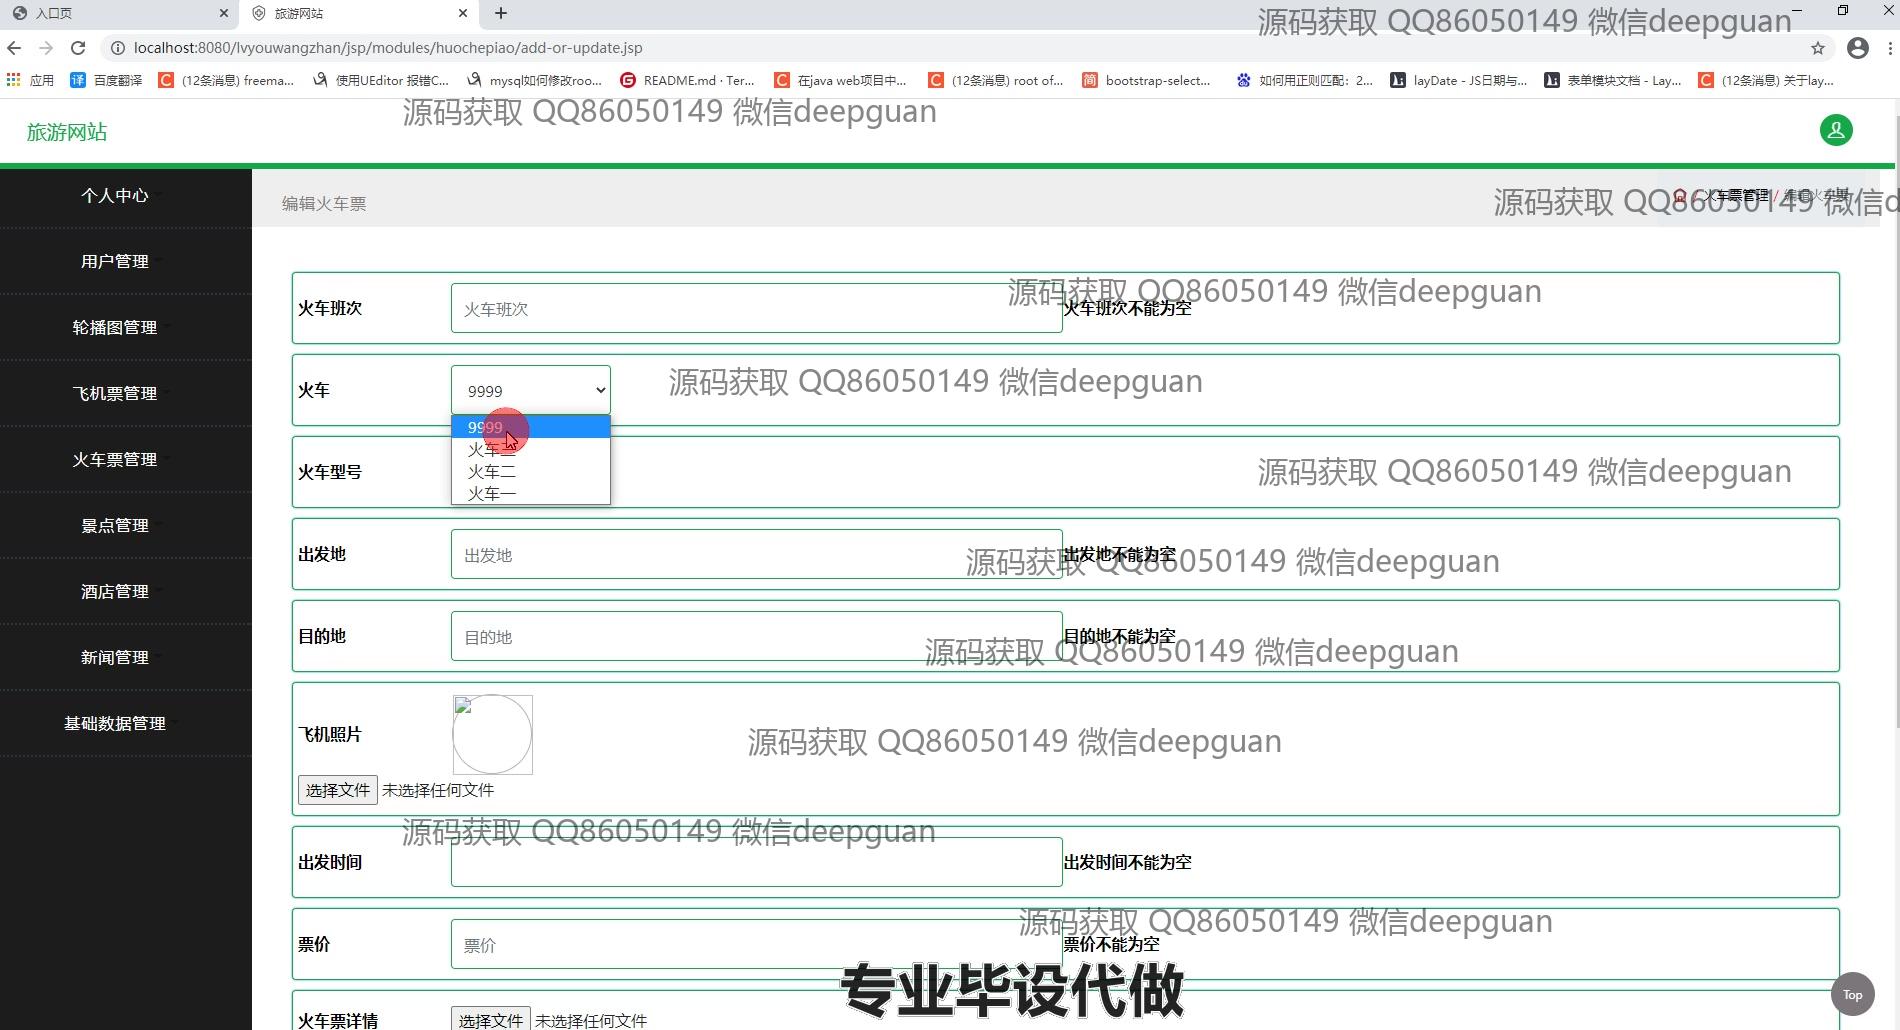 入口页
旅游网站
源码获取 QQ86050149 微信deepguan
localhost:8080/lvyouwangzhan/jsp/modules/huochepiao/add-or-update.jsp
应用
百度翻译
(12条消息) freema...
使用UEditor 报错C...
mysql如何修改roo...
README.md · Ter...
在java web项目中...
(12条消息) root of...
bootstrap-select...
如何用正则匹配：2...
layDate - JS日期与...
表单模块文档 - Lay...
(12条消息) 关于lay...
源码获取 QQ86050149 微信deepguan
旅游网站
个人中心
用户管理
轮播图管理
飞机票管理
火车票管理
景点管理
酒店管理
新闻管理
基础数据管理
编辑火车票
/ 火车票管理 / 编辑火车票
源码获取 QQ86050149 微信d
火车班次
火车班次
火车班次不能为空
源码获取 QQ86050149 微信deepguan
火车
9999
源码获取 QQ86050149 微信deepguan
9999
火车三
火车二
火车一
火车型号
源码获取 QQ86050149 微信deepguan
出发地
出发地
出发地不能为空
源码获取 QQ86050149 微信deepguan
目的地
目的地
目的地不能为空
源码获取 QQ86050149 微信deepguan
飞机照片
源码获取 QQ86050149 微信deepguan
选择文件 未选择任何文件
源码获取 QQ86050149 微信deepguan
出发时间
出发时间不能为空
源码获取 QQ86050149 微信deepguan
票价
票价
票价不能为空
专业毕设代做
Top
火车票详情
选择文件 未选择任何文件